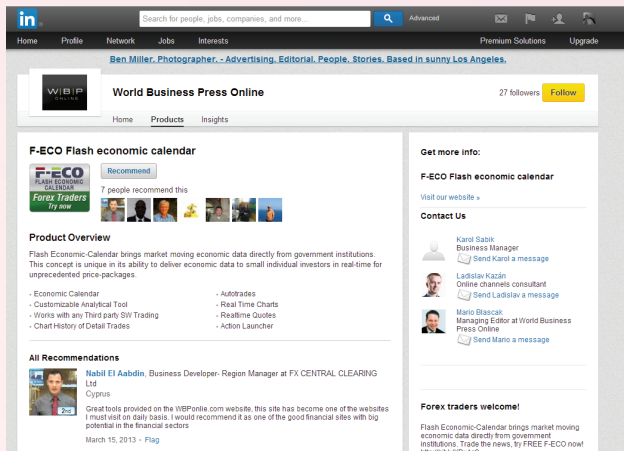 in
Search for people, jobs, companies, and more...
Advanced
Home Profile Network Jobs Interests Premium Solutions Upgrade
Ben Miller. Photographer. - Advertising. Editorial. People. Stories. Based in sunny Los Angeles.
W|B|P
ONLINE
World Business Press Online
27 followers
Follow
Home Products Insights
F-ECO Flash economic calendar
F-ECO
FLASH ECONOMIC
CALENDAR
Forex Traders
Try now
Recommend
7 people recommend this
Product Overview
Flash Economic-Calendar brings market moving economic data directly from government institutions.
This concept is unique in its ability to deliver economic data to small individual investors in real-time for
unprecedented price-packages.
- Economic Calendar
- Customizable Analytical Tool
- Works with any Third party SW Trading
- Chart History of Detail Trades
- Autotrades
- Real Time Charts
- Realtime Quotes
- Action Launcher
All Recommendations
2nd
Nabil El Aabdin, Business Developer- Region Manager at FX CENTRAL CLEARING
Ltd
Cyprus
Great tools provided on the WBPonlie.com website, this site has become one of the websites
I must visit on daily basis. I would recommend it as one of the good financial sites with big
potential in the financial sectors
March 15, 2013 - Flag
Get more info:
F-ECO Flash economic calendar
Visit our website »
Contact Us
Karol Sabik
Business Manager
Send Karol a message
Ladislav Kazán
Online channels consultant
Send Ladislav a message
Mario Blascak
Managing Editor at World Business
Press Online
Send Mario a message
Forex traders welcome!
Flash Economic-Calendar brings market moving
economic data directly from government
institutions. Trade the news, try FREE F-ECO now!